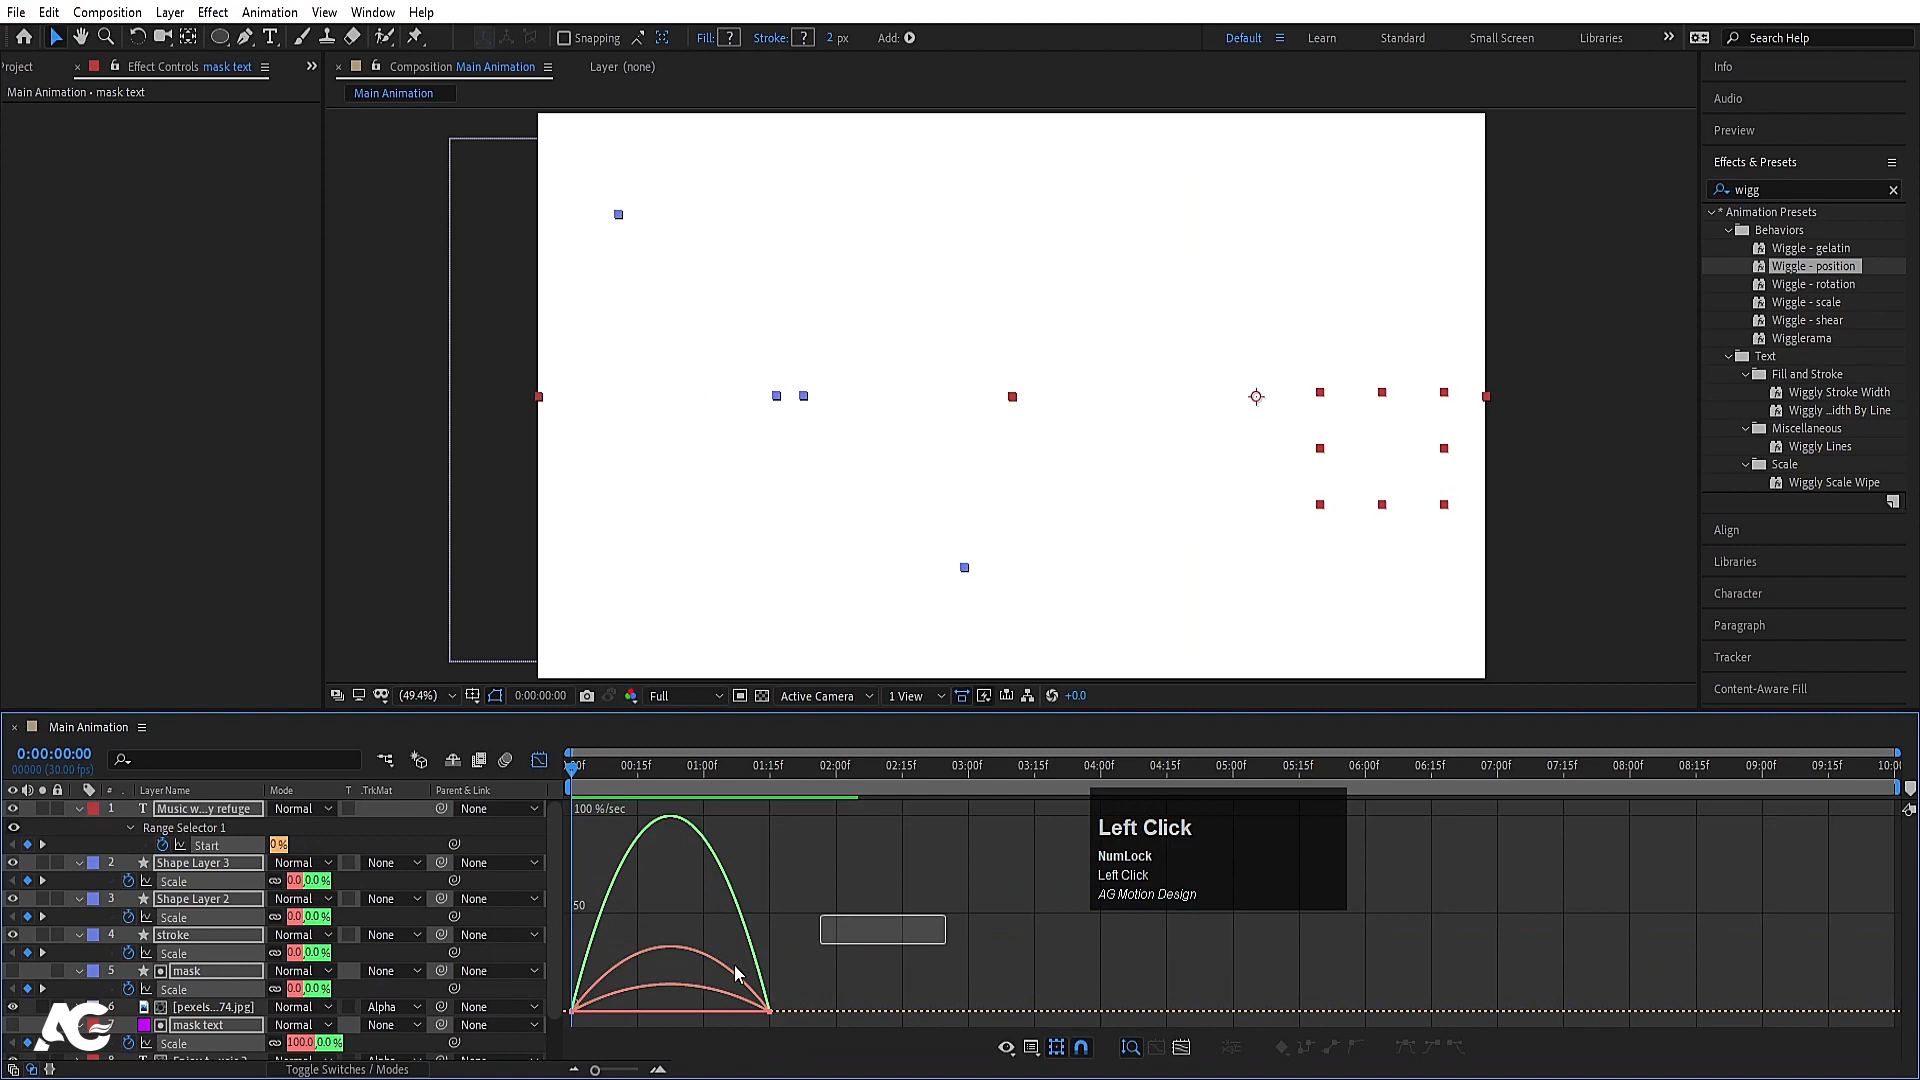 File Edit Composition Layer Effect Animation View Window Help
Snapping Fill: ? Stroke: ? 2 px Add: Default Learn Standard Small Screen Libraries Search Help
roject × Effect Controls mask text × Composition Main Animation Layer (none) Info
Main Animation • mask text Main Animation
Audio
Preview
Effects & Presets
wigg
* Animation Presets
Behaviors
Wiggle - gelatin
Wiggle - position
Wiggle - rotation
Wiggle - scale
Wiggle - shear
Wigglerama
Text
Fill and Stroke
Wiggly Stroke Width
Wiggly ...idth By Line
Miscellaneous
Wiggly Lines
Scale
Wiggly Scale Wipe
Align
Libraries
Character
Paragraph
Tracker
Content-Aware Fill
(49.4%) 0:00:00:00 Full Active Camera 1 View +0.0
× Main Animation
0:00:00:00
00000 (30.00 fps)
00f 00:15f 01:00f 01:15f 02:00f 02:15f 03:00f 03:15f 04:00f 04:15f 05:00f 05:15f 06:00f 06:15f 07:00f 07:15f 08:00f 08:15f 09:00f 09:15f 10:0
# Layer Name Mode T .TrkMat Parent & Link
1 T Music w...y refuge Normal None
100 %/sec
Range Selector 1
Start 0 %
2 Shape Layer 3 Normal None None
Scale 0.0,0.0 %
3 Shape Layer 2 Normal None None
50
Scale 0.0,0.0 %
4 stroke Normal None None
Scale 0.0,0.0 %
5 mask Normal None None
Scale 0.0,0.0 %
6 [pexels...74.jpg] Normal Alpha None
7 mask text Normal None None
Scale 100.0,0.0 %
Toggle Switches / Modes
Left Click
NumLock
Left Click
AG Motion Design
AG